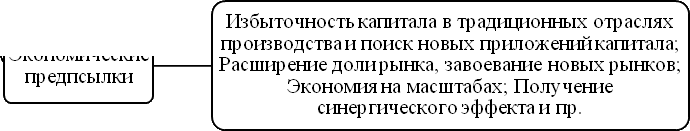 Экономические
предпсылки
Избыточность капитала в традиционных отраслях
производства и поиск новых приложений капитала;
Расширение доли рынка, завоевание новых рынков;
Экономия на масштабах; Получение
синергического эффекта и пр.